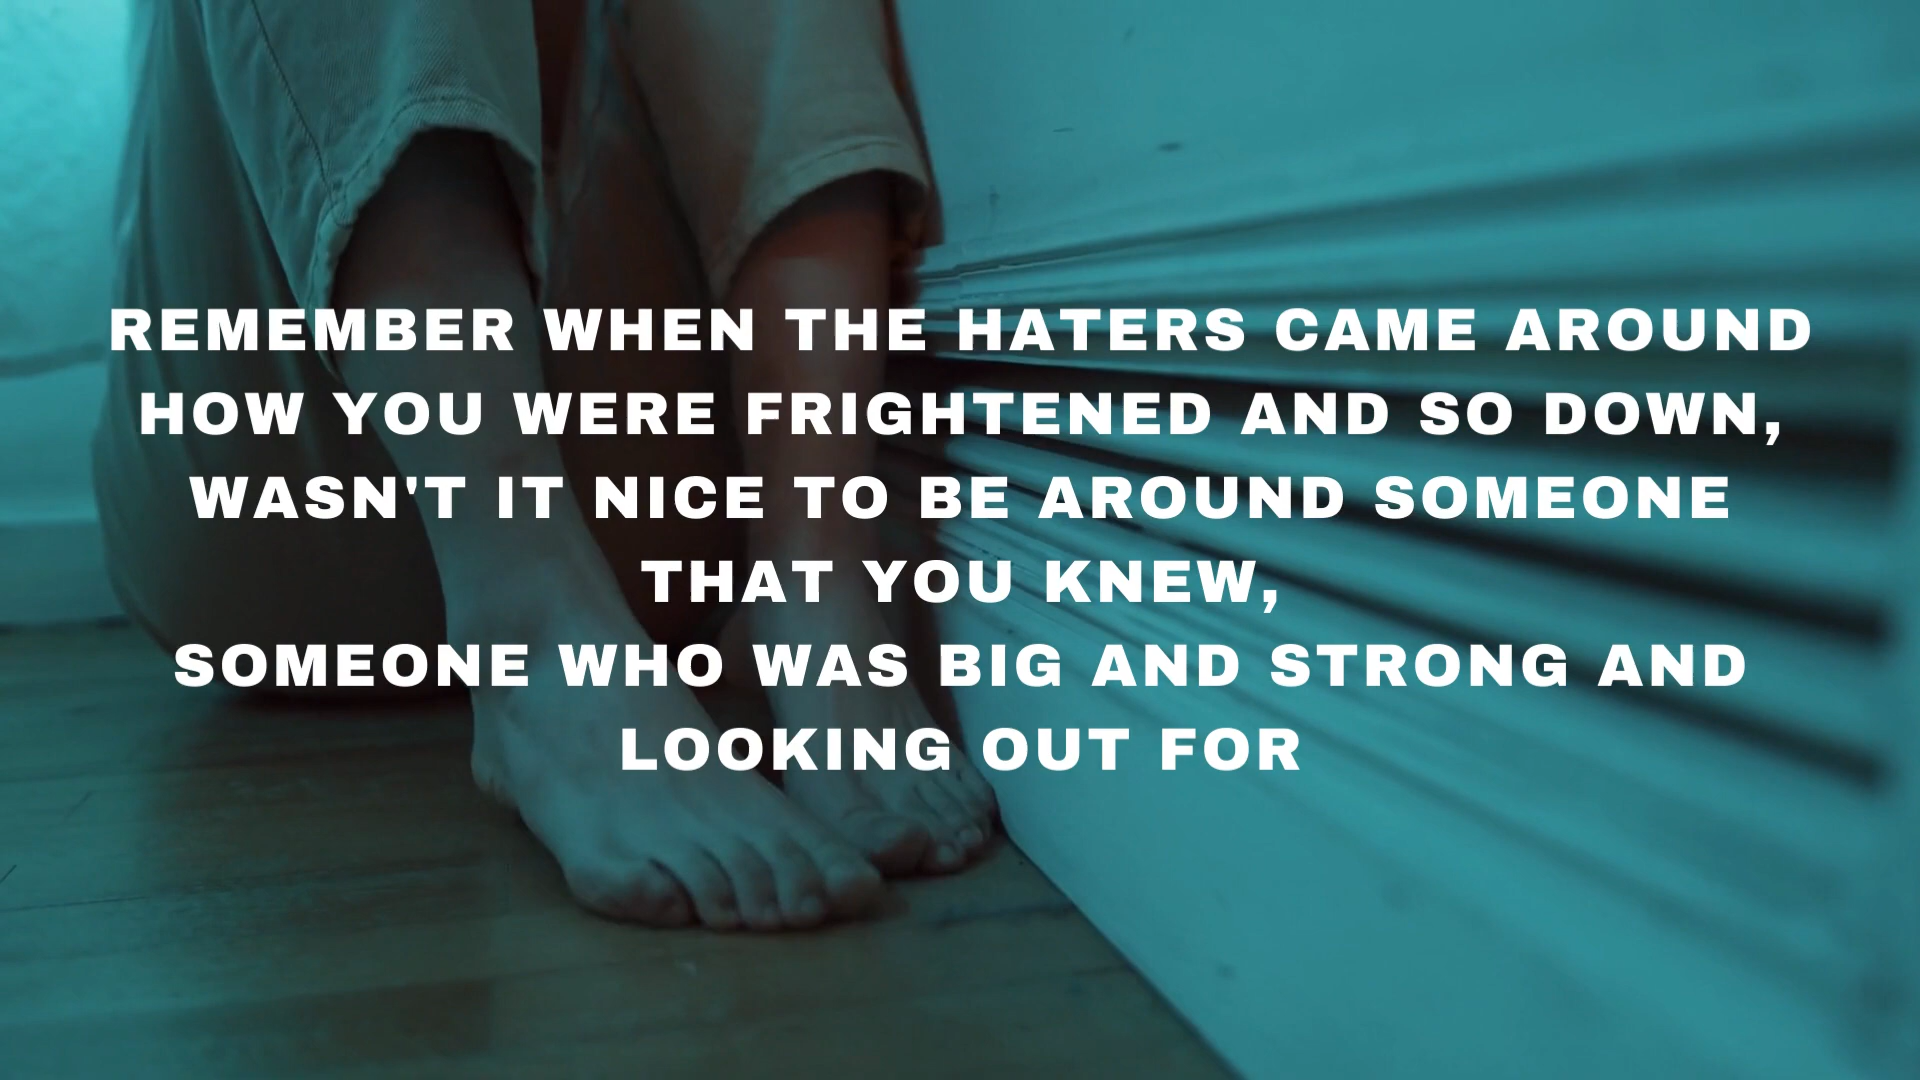 REMEMBER WHEN THE HATERS CAME AROUND
HOW YOU WERE FRIGHTENED AND SO DOWN,
WASN'T IT NICE TO BE AROUND SOMEONE
THAT YOU KNEW,
SOMEONE WHO WAS BIG AND STRONG AND
LOOKING OUT FOR